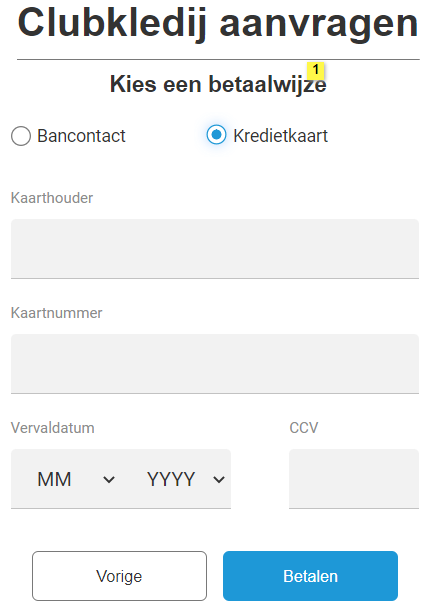 Clubkledij aanvragen
1
Kies een betaalwijze
Bancontact Kredietkaart
Kaarthouder
Kaartnummer
Vervaldatum CCV
MM YYYY
Vorige Betalen